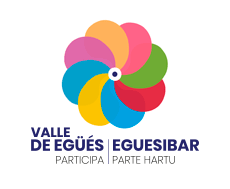 VALLE
DE EGÜÉS | EGUESIBAR
PARTICIPA | PARTE HARTU